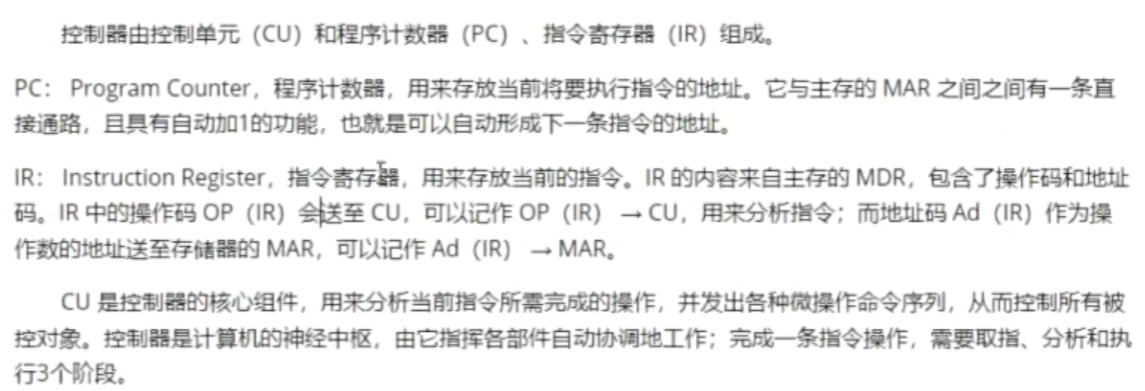 控制器由控制单元（CU）和程序计数器（PC）、指令寄存器（IR）组成。
PC： Program Counter，程序计数器，用来存放当前将要执行指令的地址。它与主存的 MAR 之间之间有一条直
接通路，且具有自动加1的功能，也就是可以自动形成下一条指令的地址。
IR： Instruction Register，指令寄存器，用来存放当前的指令。IR 的内容来自主存的 MDR，包含了操作码和地址
码。IR 中的操作码 OP（IR）会送至 CU，可以记作 OP（IR） → CU，用来分析指令；而地址码 Ad（IR）作为操
作数的地址送至存储器的 MAR，可以记作 Ad（IR） → MAR。
CU 是控制器的核心组件，用来分析当前指令所需完成的操作，并发出各种微操作命令序列，从而控制所有被
控对象。控制器是计算机的神经中枢，由它指挥各部件自动协调地工作；完成一条指令操作，需要取指、分析和执
行3个阶段。